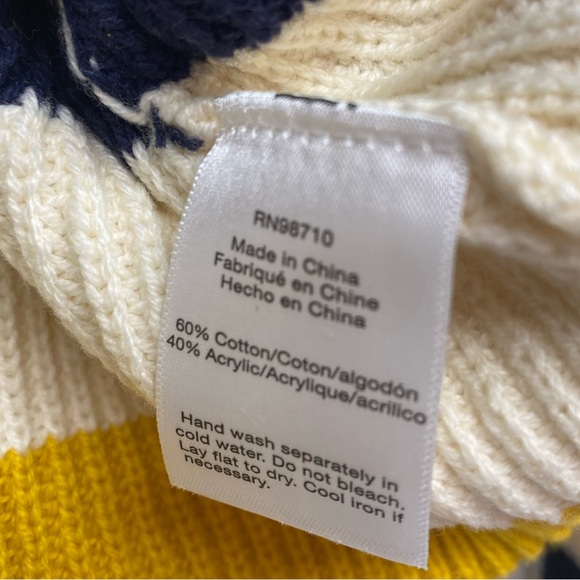 RN98710
Made in China
Fabriqué en Chine
Hecho en China
60% Cotton/Coton/algodón
40% Acrylic/Acrylique/acrilico
Hand wash separately in
cold water. Do not bleach.
Lay flat to dry. Cool iron if
necessary.